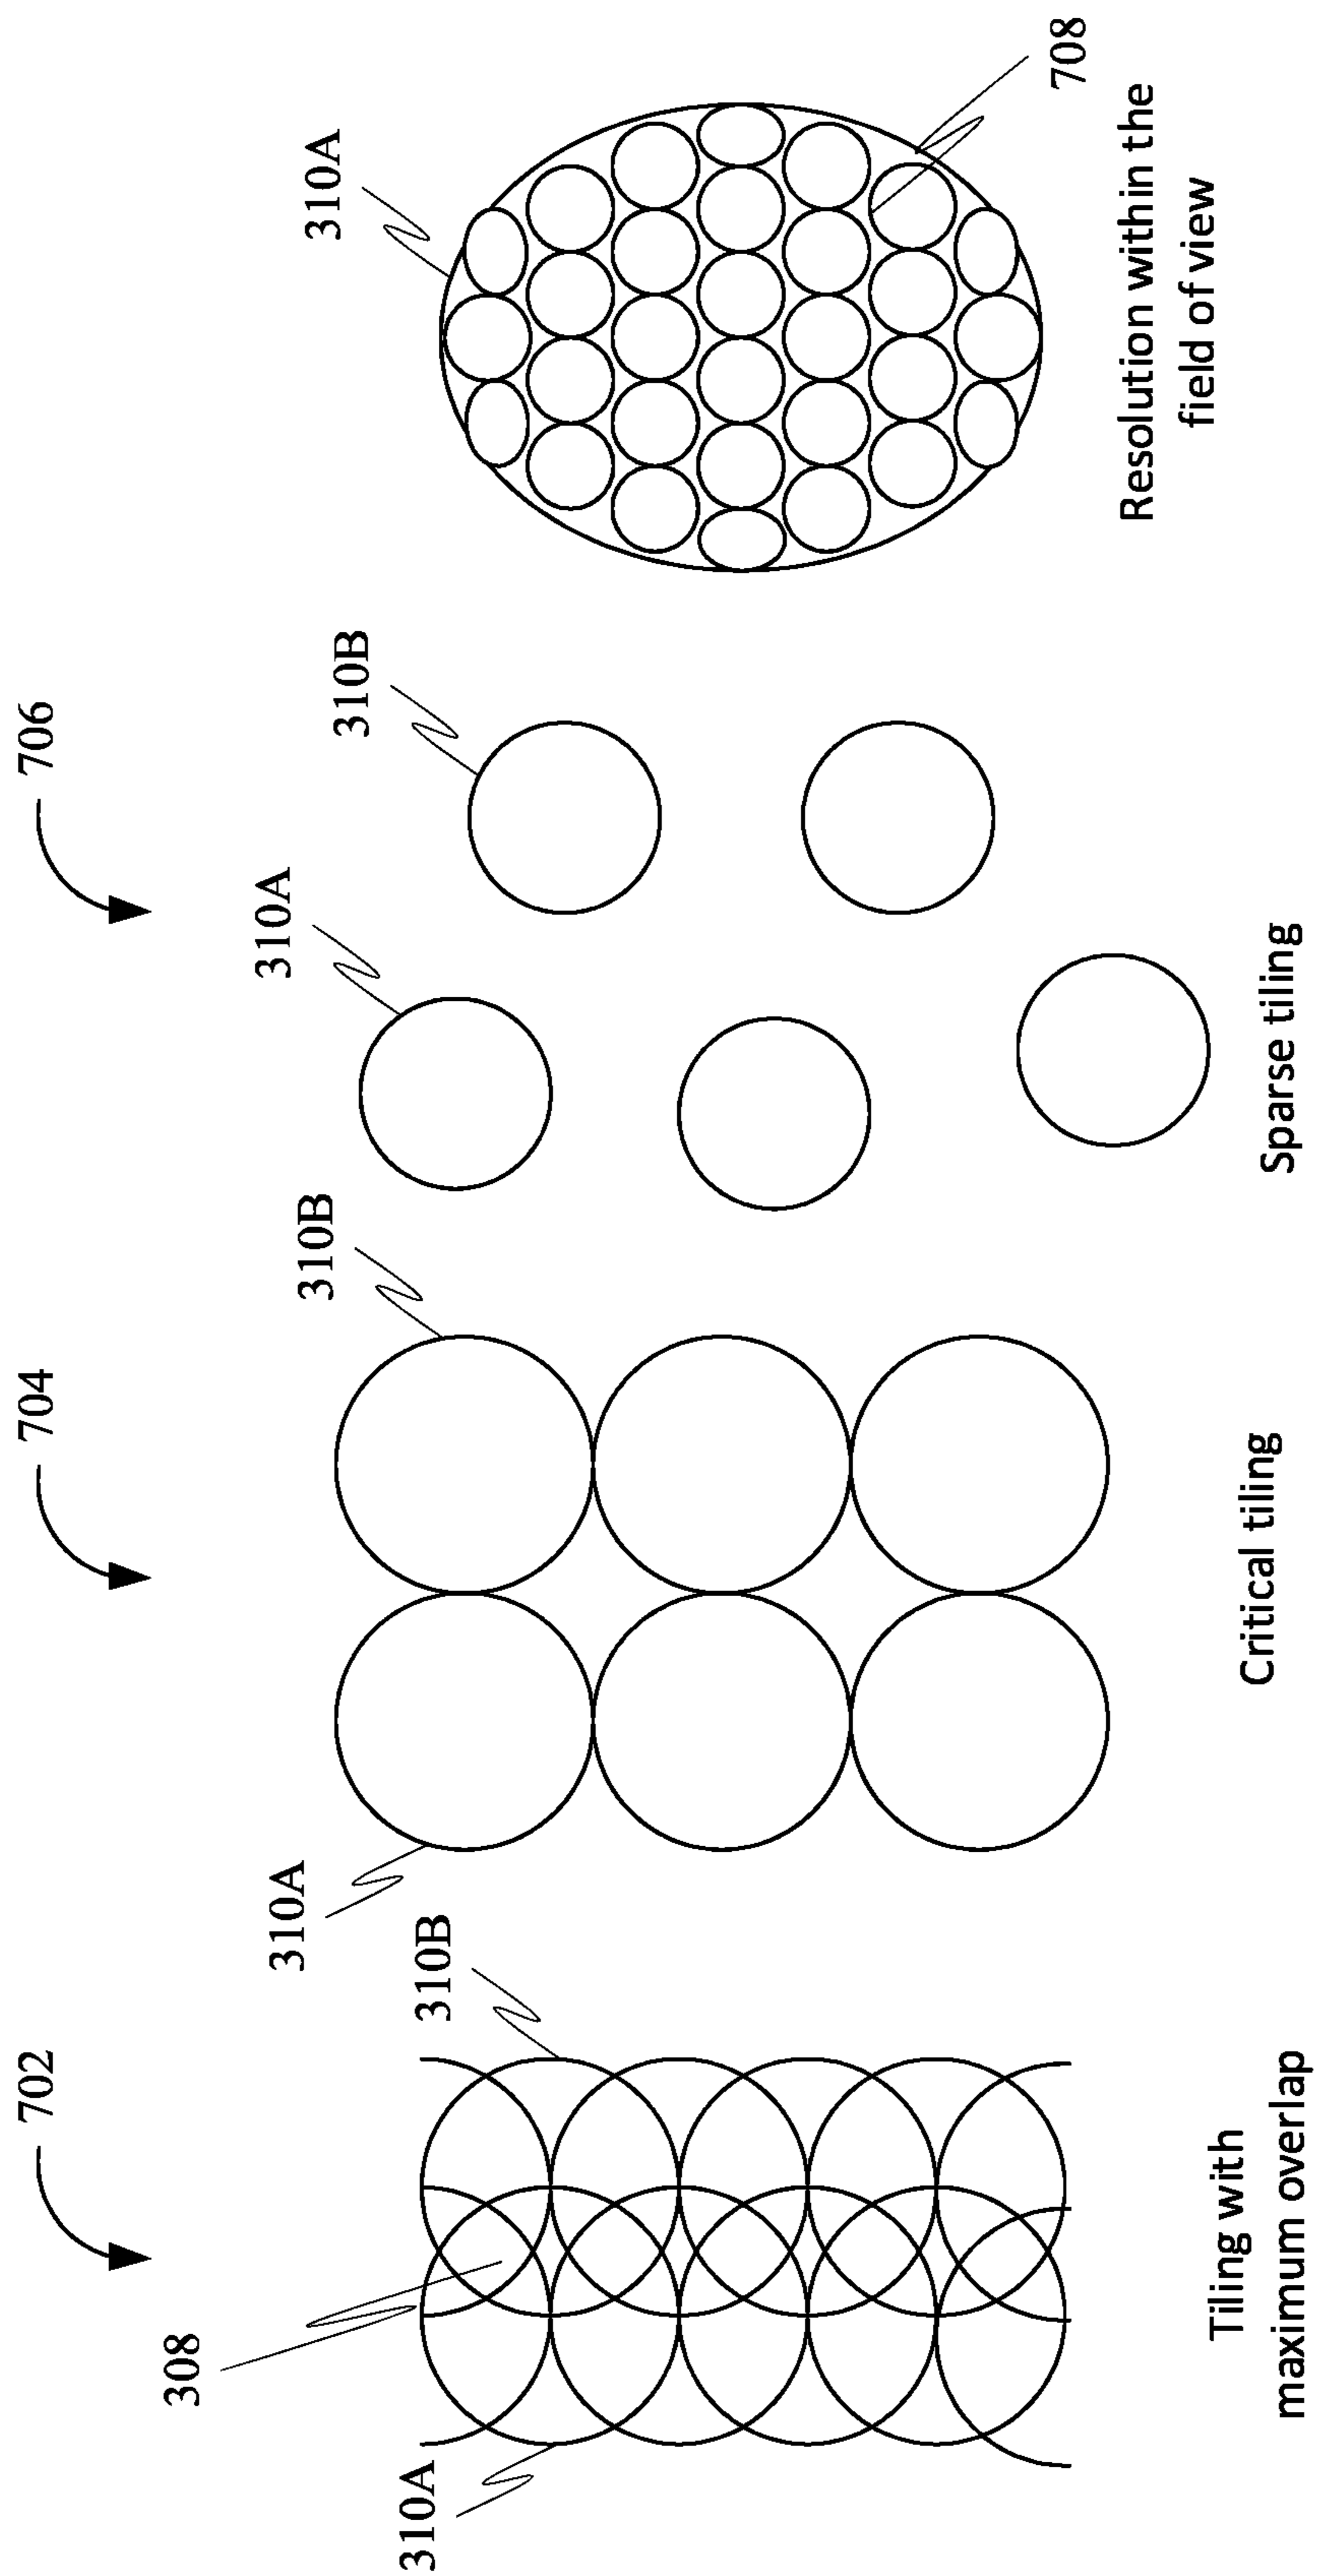 702
704
706
308
310A
310B
310A
310B
310A
310B
310A
708
Tiling with
maximum overlap
Critical tiling
Sparse tiling
Resolution within the
field of view